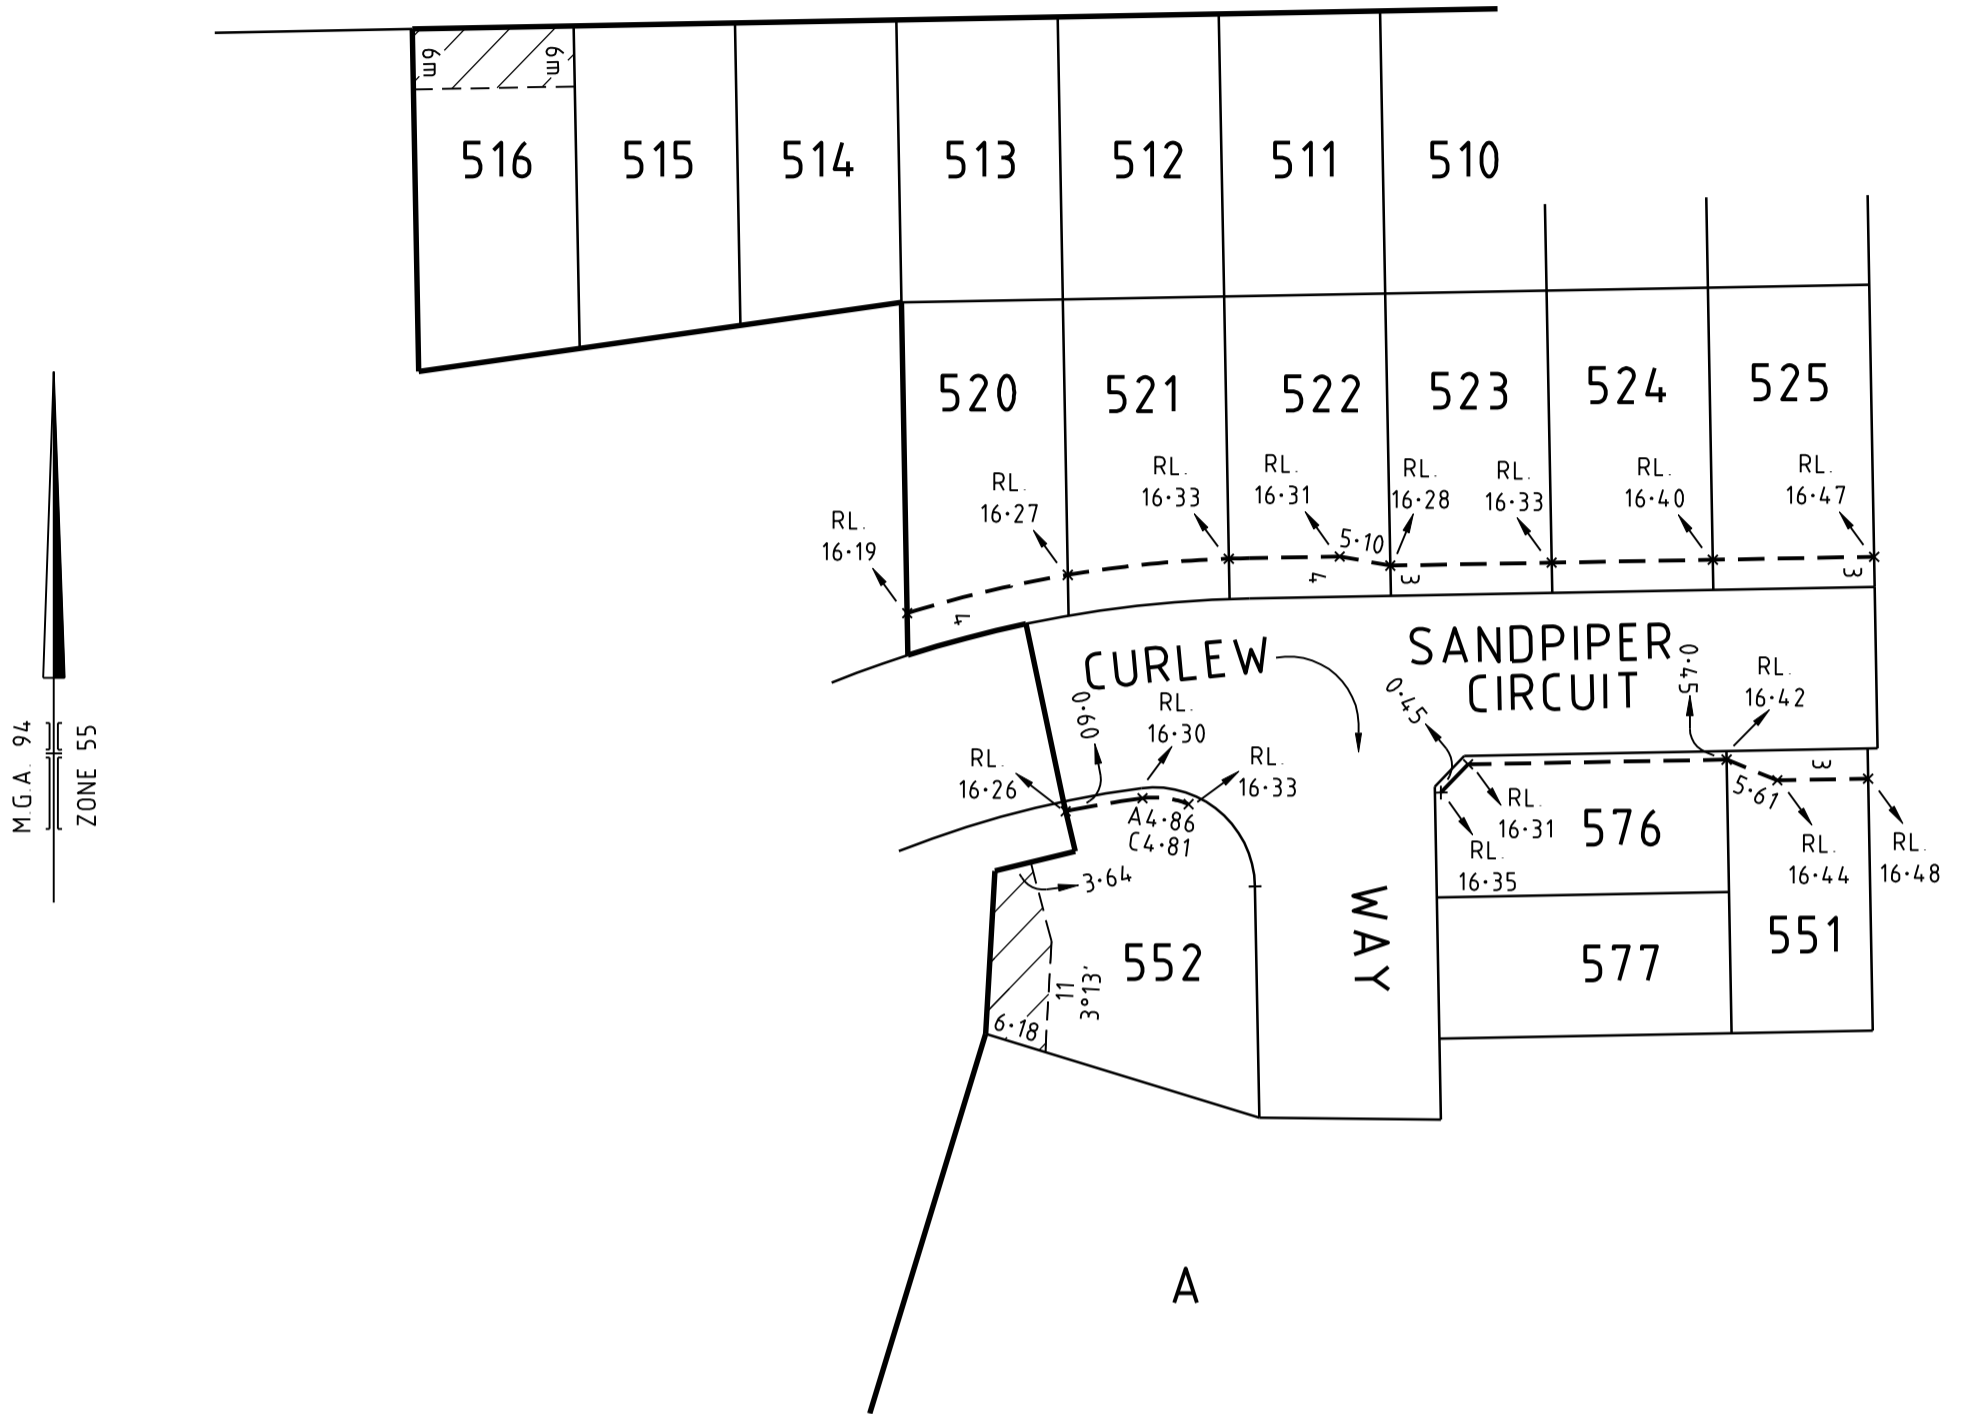 6m
6m
516
515
514
513
512
511
510
520
521
522
523
524
525
RL.
16·19
RL.
16·27
RL.
16·33
RL.
16·31
5·10
RL.
16·28
RL.
16·33
RL.
16·40
RL.
16·47
4
4
3
3
CURLEW
SANDPIPER
CIRCUIT
0·45
0·45
RL.
16·42
0·60
RL.
16·30
RL.
16·26
RL.
16·33
A4·86
C4·81
3·64
RL.
16·31
RL.
16·35
576
5·61
3
RL.
16·44
RL.
16·48
WAY
552
11
3°13'
6·18
577
551
A
M.G.A. 94
ZONE 55